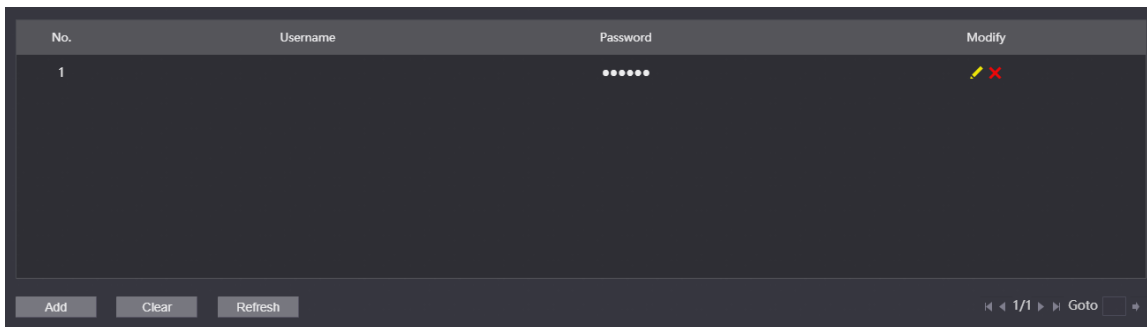 No. Username Password Modify
1 ••••••
Add Clear Refresh 1/1 Goto